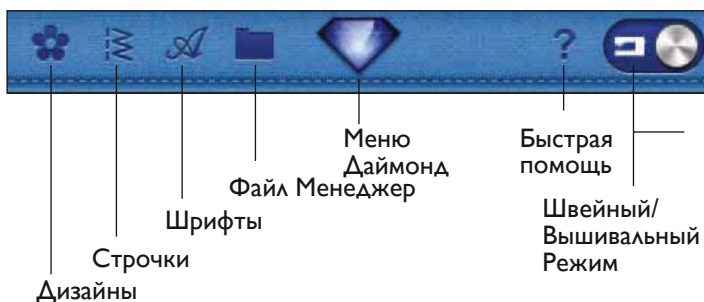 Меню
Даймонд
Быстрая
помощь
Файл Менеджер
Шрифты
Швейный/
Вышивальный
Режим
Строчки
Дизайны